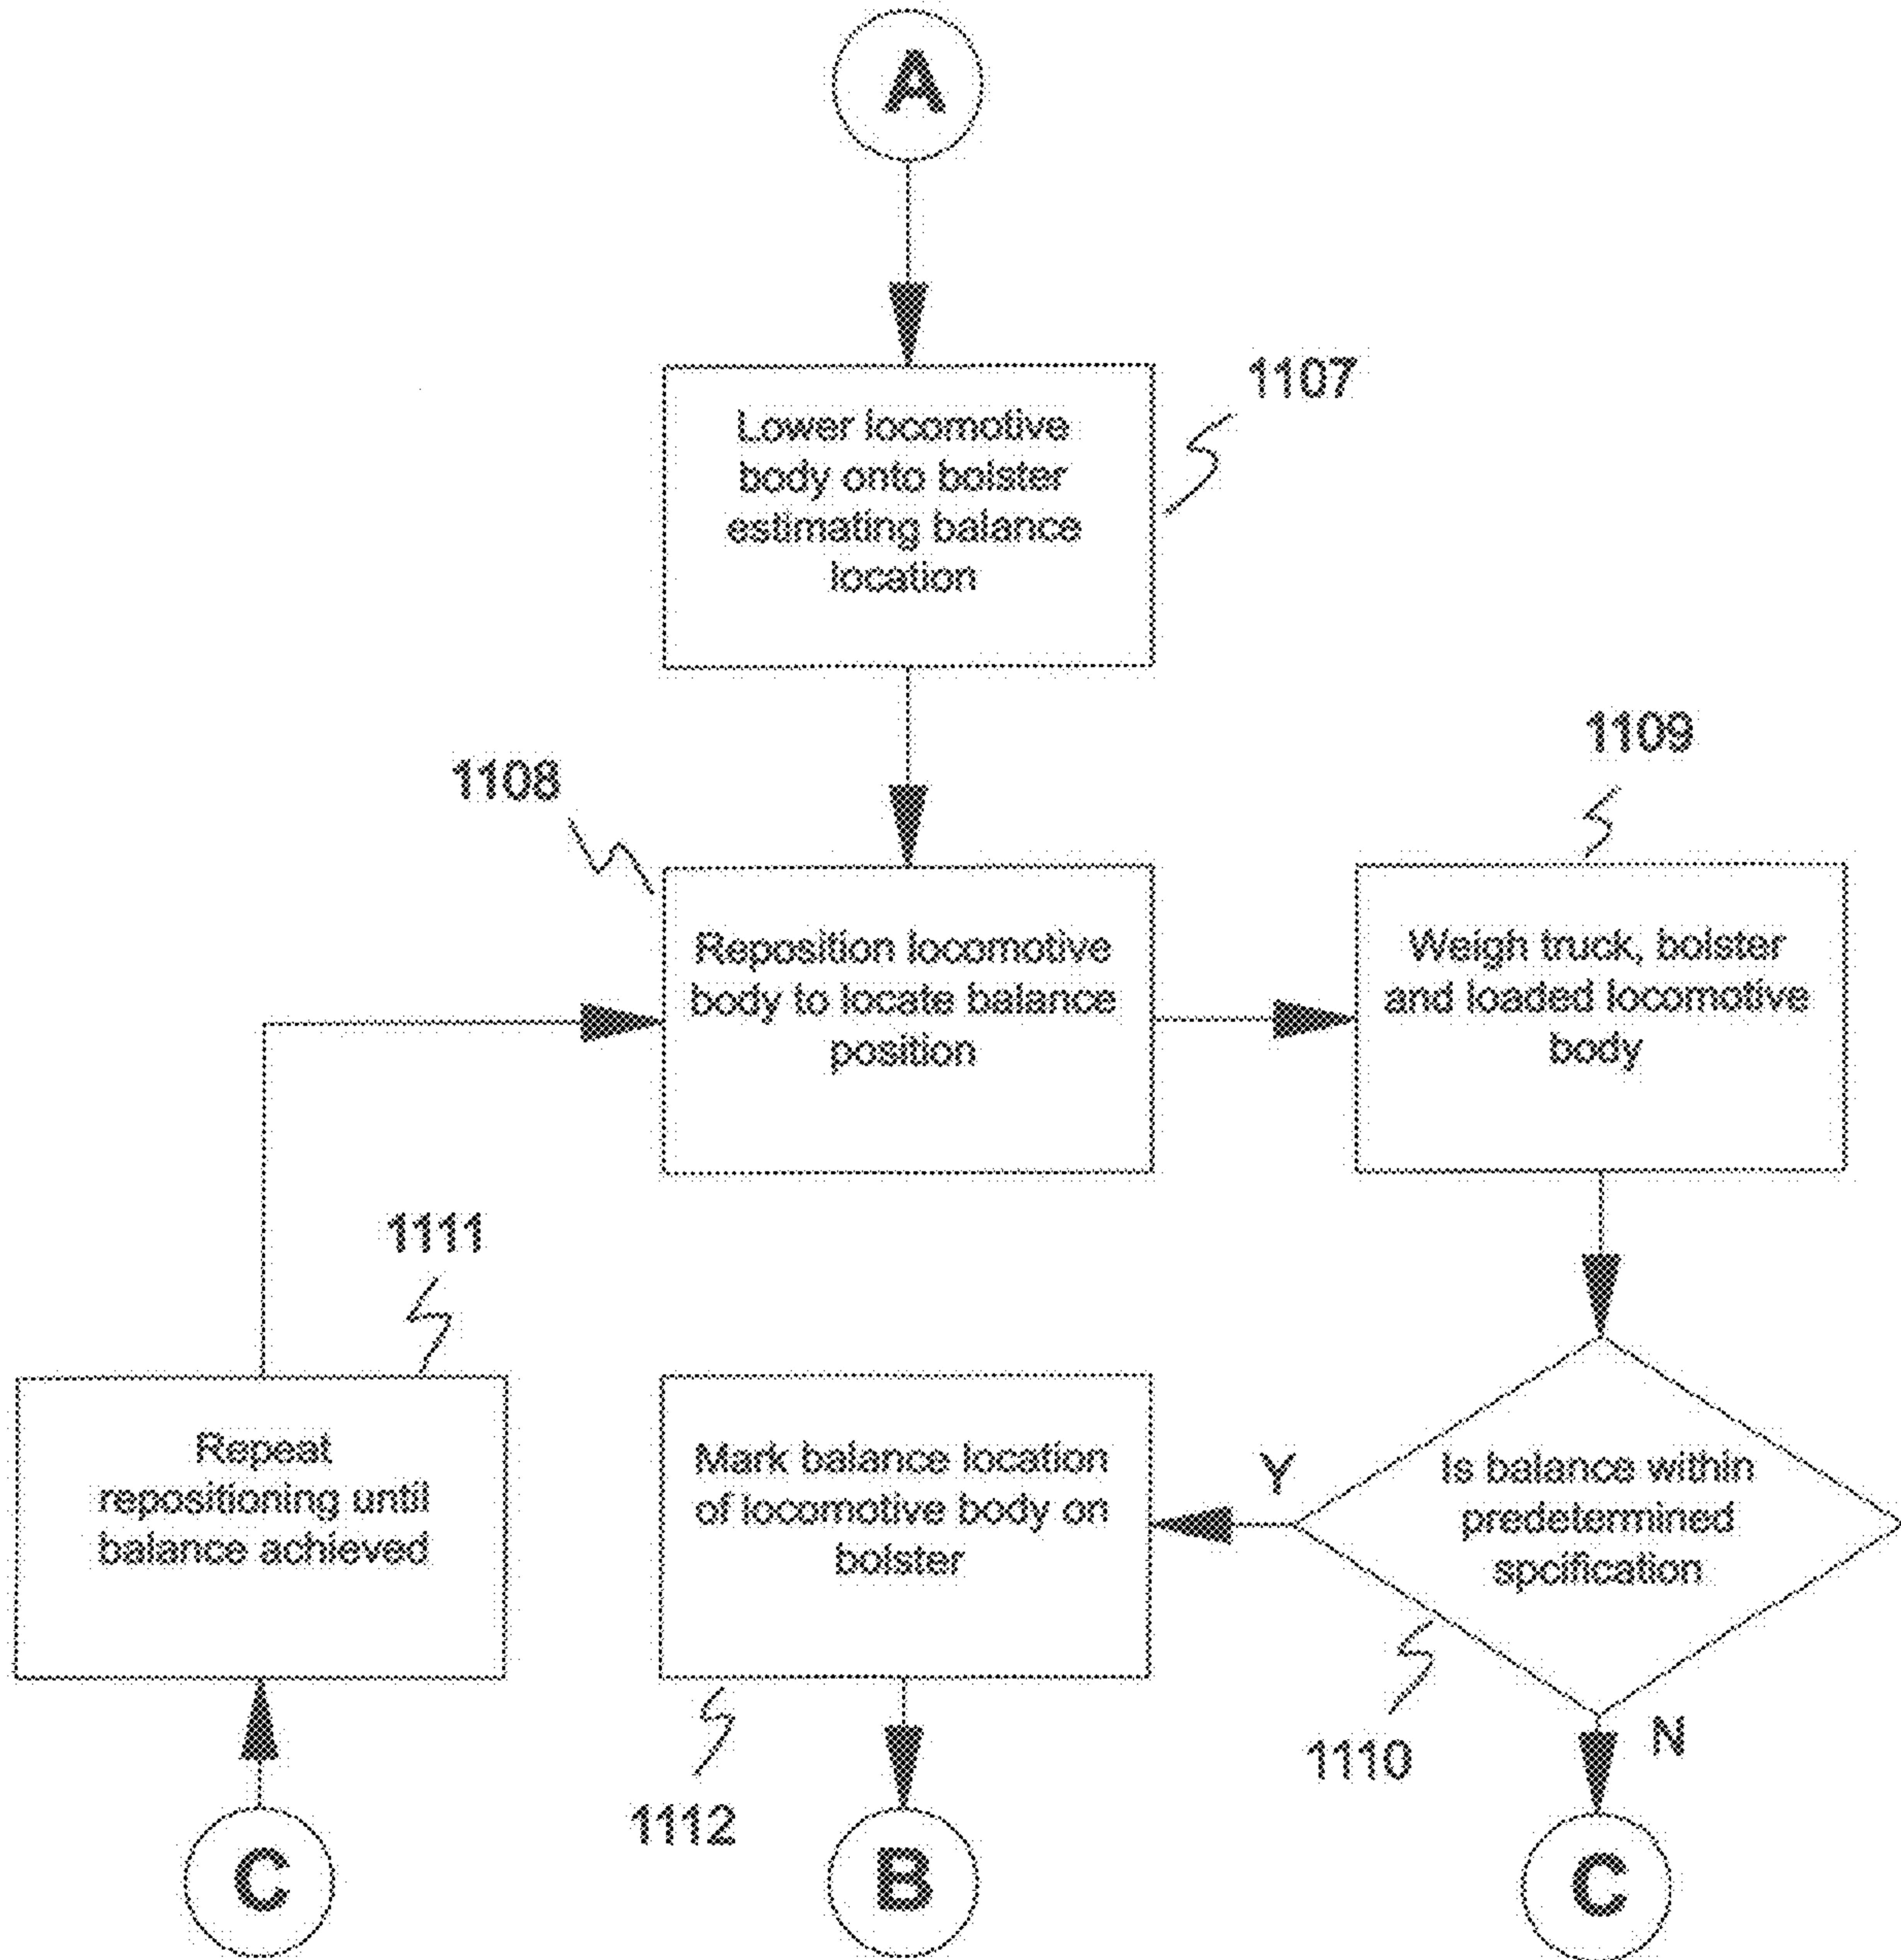 A
Lower locomotive
body onto bolster
estimating balance
location
1107
1108
Reposition locomotive
body to locate balance
position
1109
Weigh truck, bolster
and loaded locomotive
body
1111
Repeat
repositioning until
balance achieved
Mark balance location
of locomotive body on
bolster
Y
Is balance within
predetermined
spcification
1110
N
1112
C
B
C